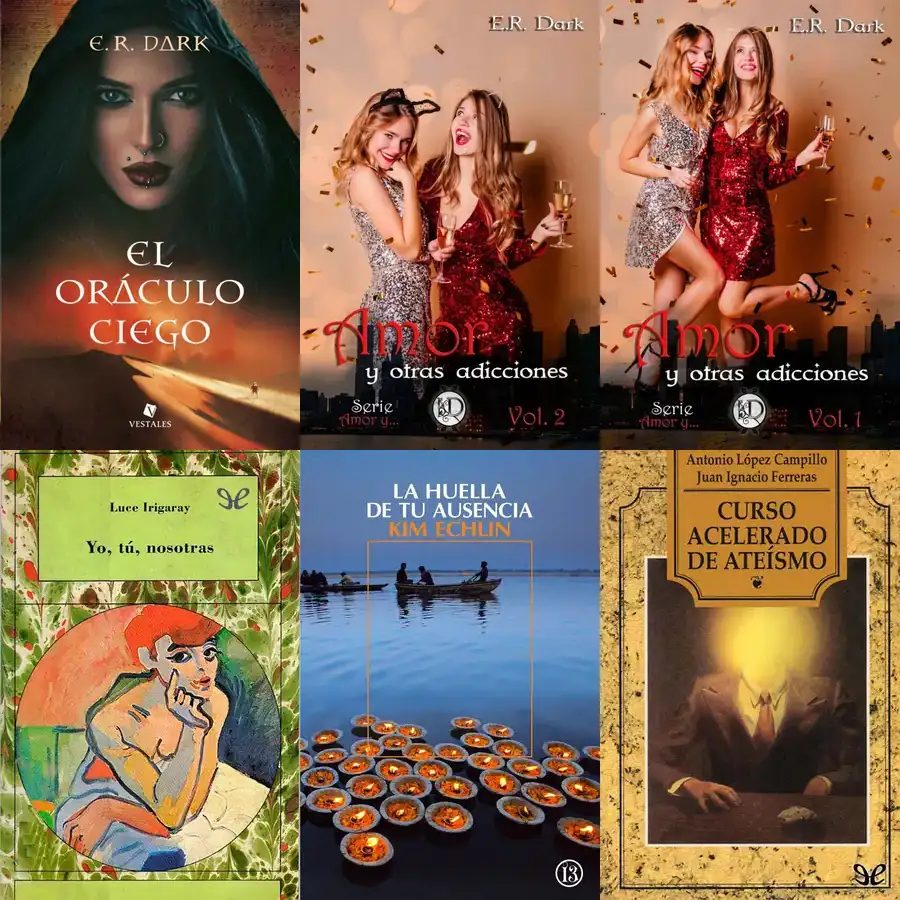 E. R. DARK
EL
ORÁCULO
CIEGO
VESTALES
E.R. Dark
Amor
y otras adicciones
Serie
Amor y...
Vol. 2
E.R. Dark
Amor
y otras adicciones
Serie
Amor y...
Vol. 1
Luce Irigaray
Yo, tú, nosotras
LA HUELLA
DE TU AUSENCIA
KIM ECHLIN
13
Antonio López Campillo
Juan Ignacio Ferreras
CURSO
ACELERADO
DE ATEÍSMO